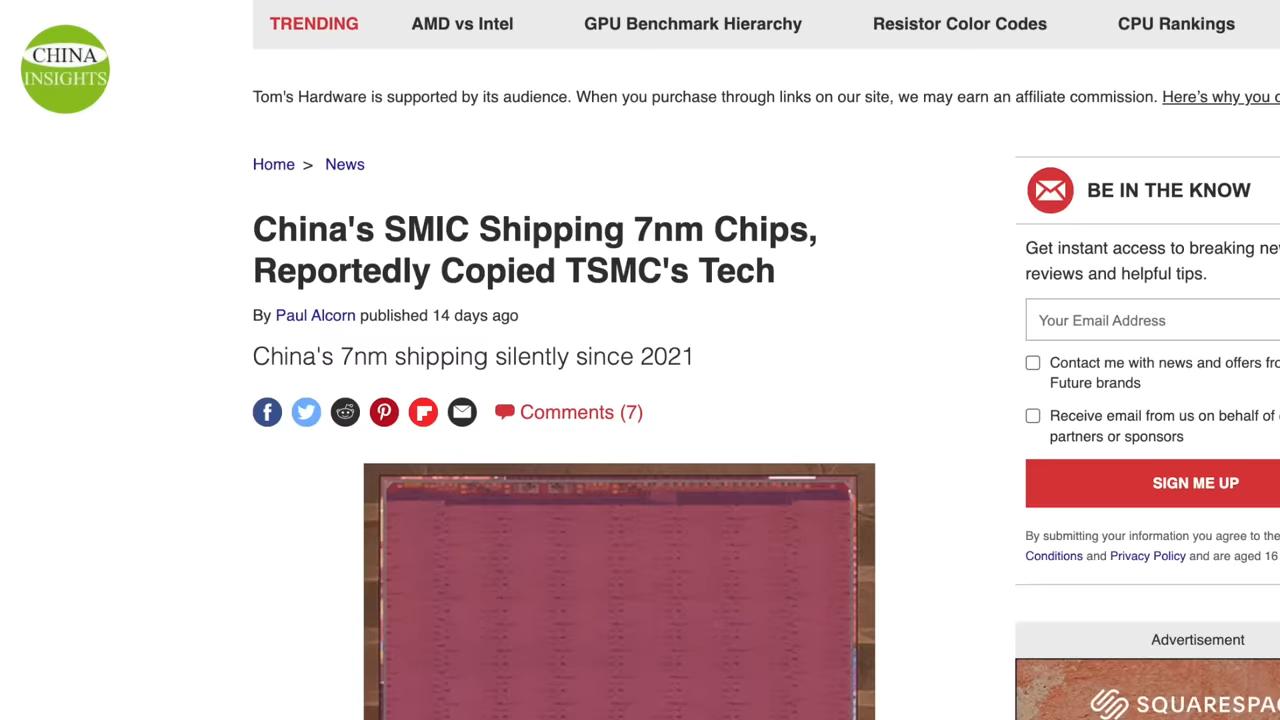 TRENDING AMD vs Intel GPU Benchmark Hierarchy Resistor Color Codes CPU Rankings
CHINA
INSIGHTS
Tom's Hardware is supported by its audience. When you purchase through links on our site, we may earn an affiliate commission. Here’s why you
Home > News
China's SMIC Shipping 7nm Chips,
Reportedly Copied TSMC's Tech
By Paul Alcorn published 14 days ago
China's 7nm shipping silently since 2021
Comments (7)
BE IN THE KNOW
Get instant access to breaking
reviews and helpful tips.
Your Email Address
Contact me with news and offers
Future brands
Receive email from us on behalf of
partners or sponsors
SIGN ME UP
By submitting your information you agree to the
Conditions and Privacy Policy and are aged 16
Advertisement
SQUARESPA